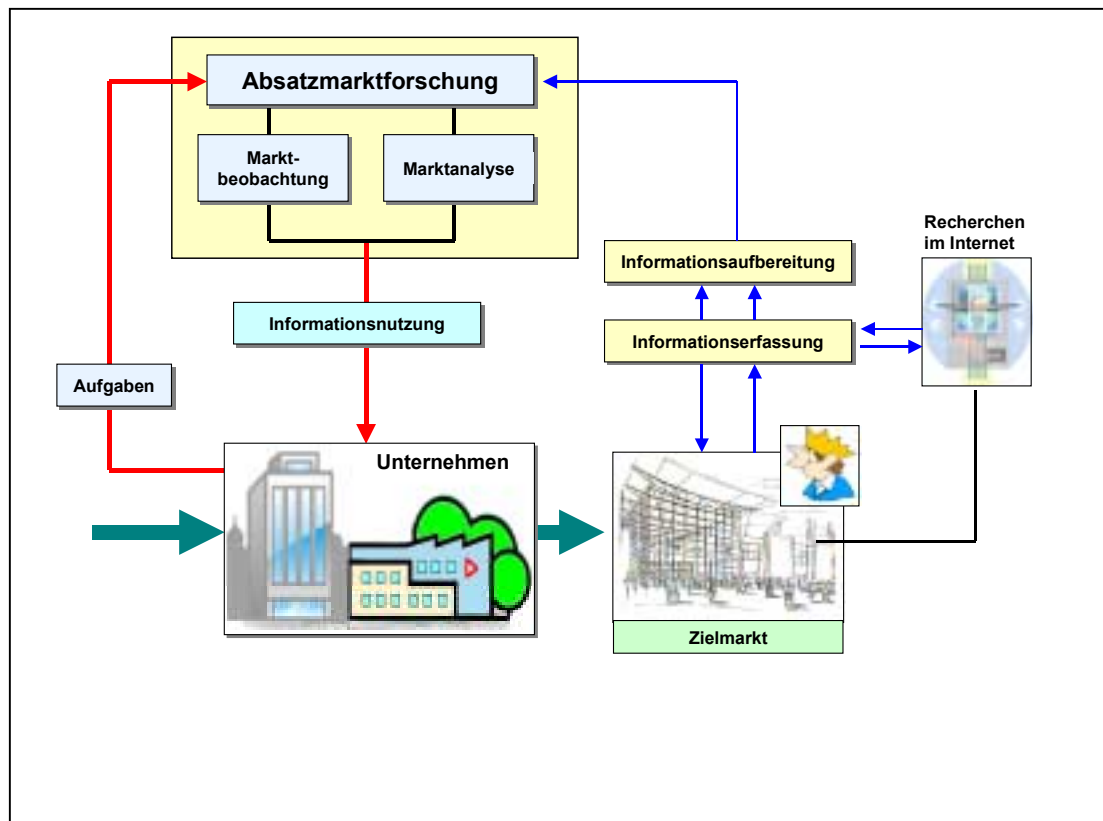 Absatzmarktforschung
Markt-
beobachtung
Marktanalyse
Recherchen
im Internet
Informationsaufbereitung
Informationsnutzung
Informationserfassung
Aufgaben
Unternehmen
Zielmarkt